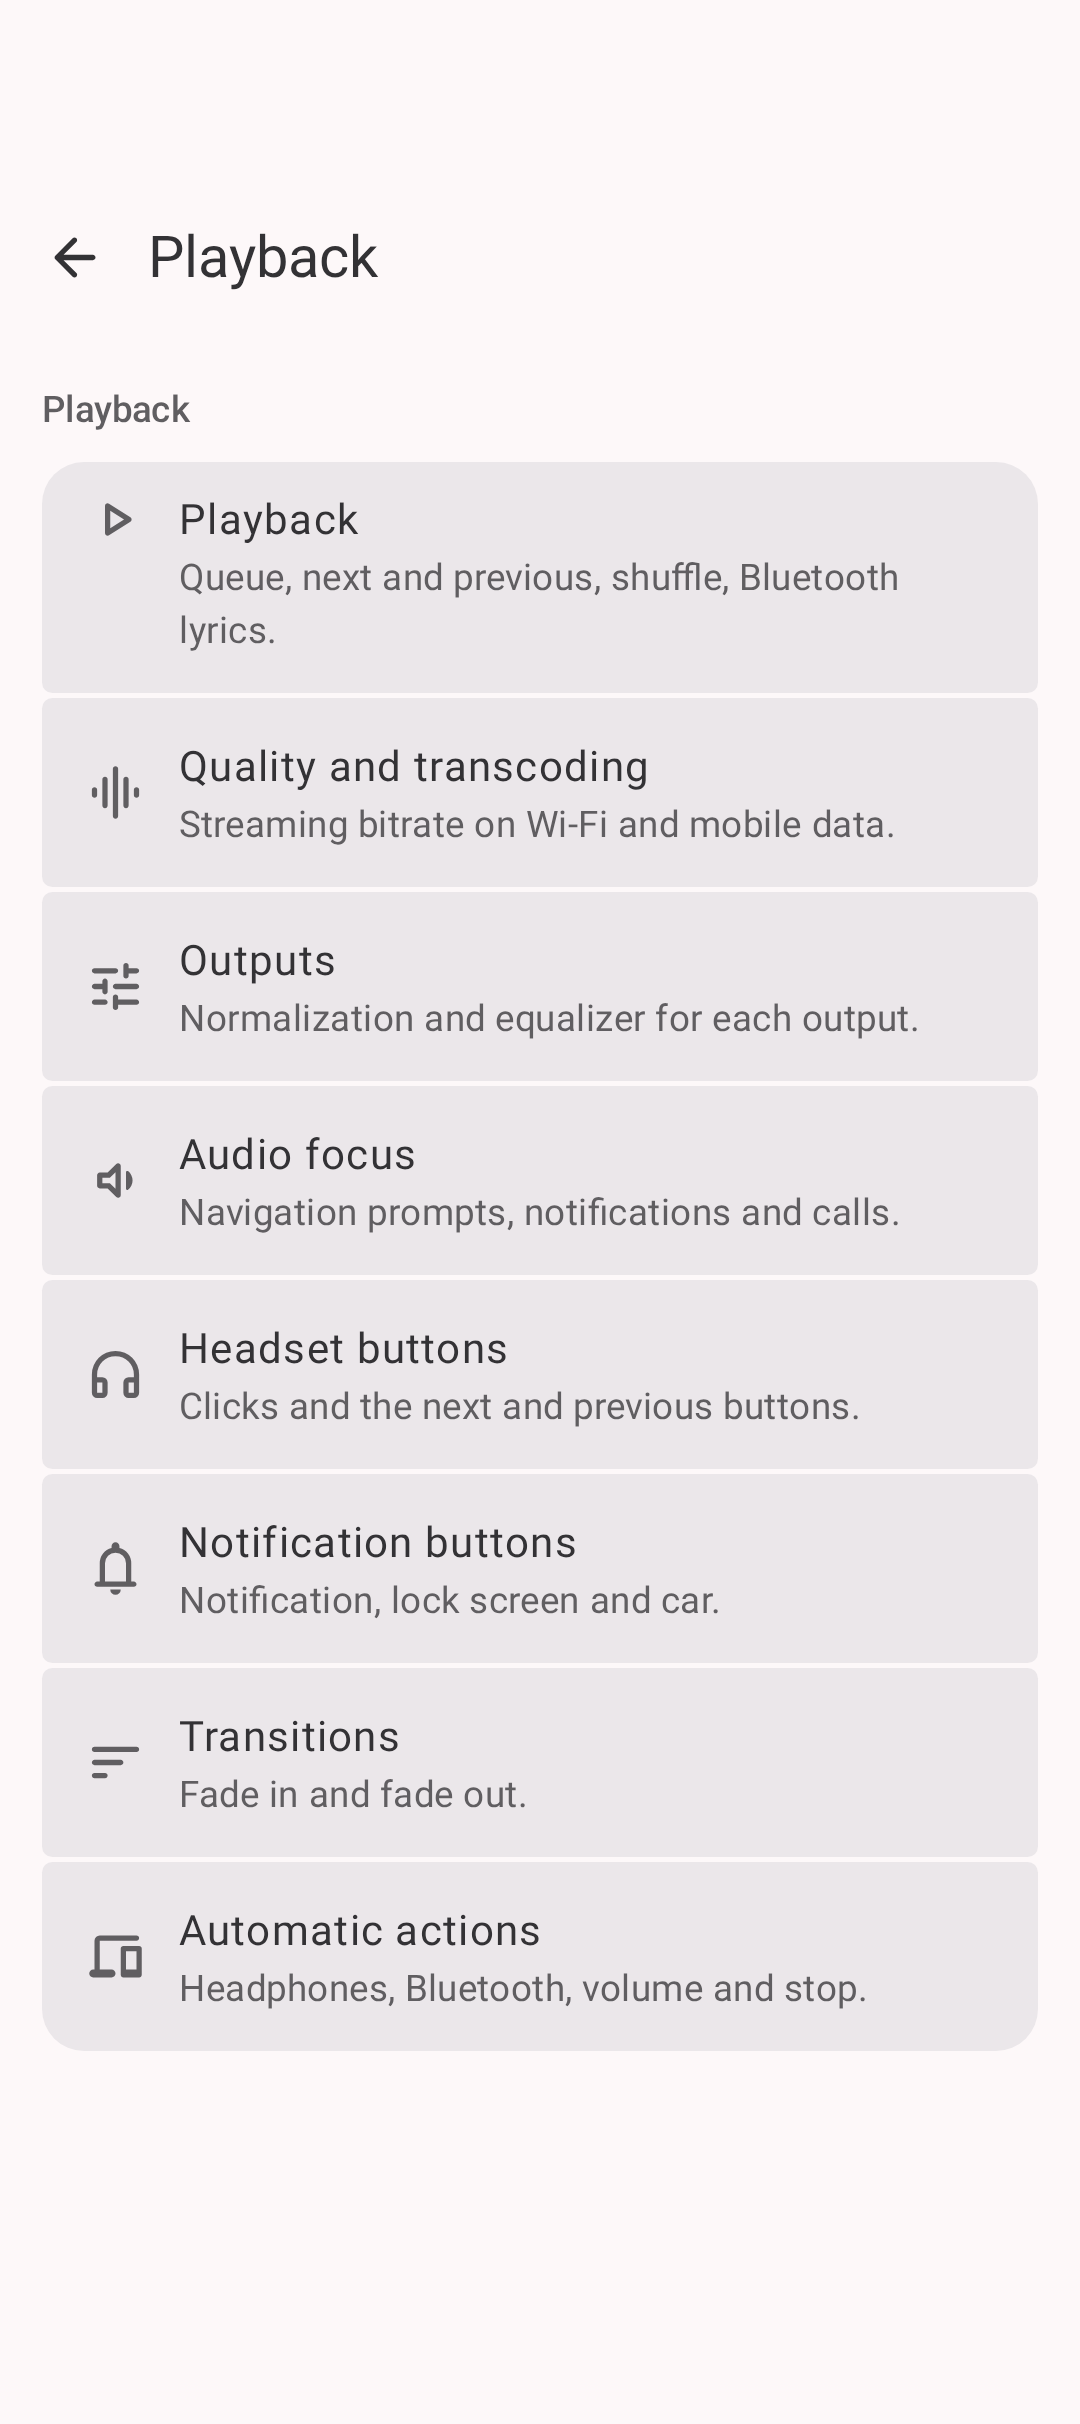 Playback
Playback
Playback
Queue, next and previous, shuffle, Bluetooth
lyrics.
Quality and transcoding
Streaming bitrate on Wi-Fi and mobile data.
Outputs
Normalization and equalizer for each output.
Audio focus
Navigation prompts, notifications and calls.
Headset buttons
Clicks and the next and previous buttons.
Notification buttons
Notification, lock screen and car.
Transitions
Fade in and fade out.
Automatic actions
Headphones, Bluetooth, volume and stop.